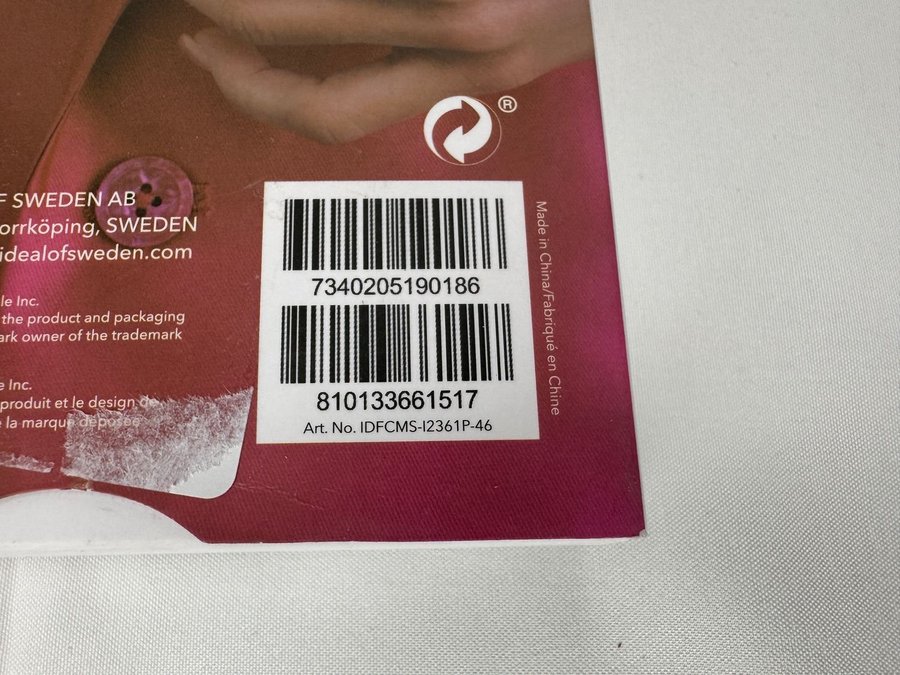 F SWEDEN AB
orrköping, SWEDEN
idealofsweden.com
le Inc.
the product and packaging
ark owner of the trademark
e Inc.
produit et le design de
e la marque déposée
®
7340205190186
810133661517
Art. No. IDFCMS-I2361P-46
Made in China/Fabriqué en Chine